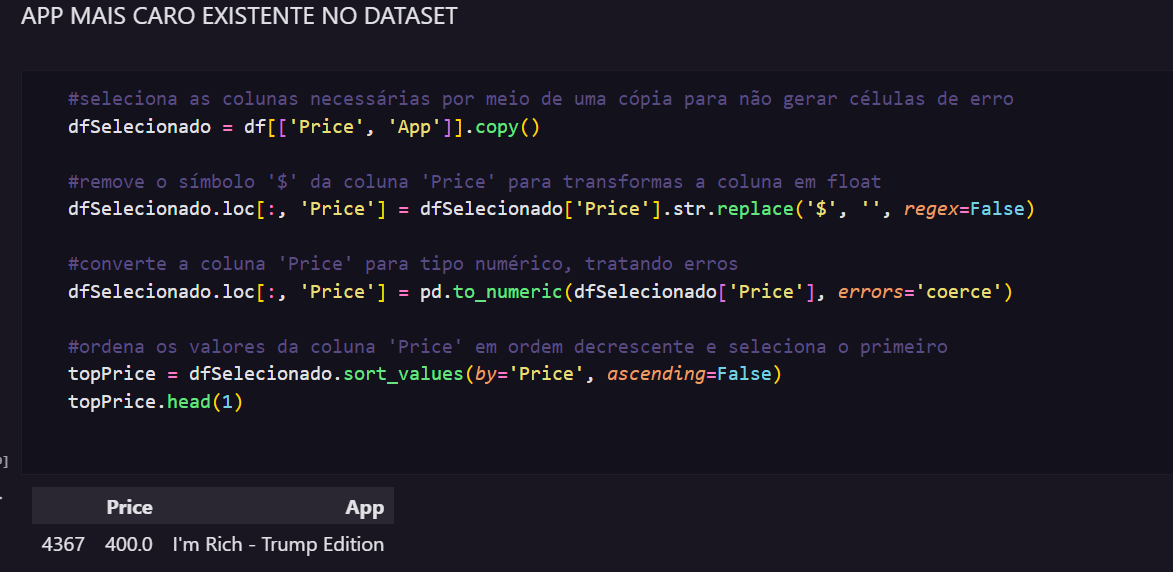 APP MAIS CARO EXISTENTE NO DATASET
#seleciona as colunas necessárias por meio de uma cópia para não gerar células de erro
dfSelecionado = df[['Price', 'App']].copy()
#remove o símbolo '$' da coluna 'Price' para transformas a coluna em float
dfSelecionado.loc[:, 'Price'] = dfSelecionado['Price'].str.replace('$', '', regex=False)
#converte a coluna 'Price' para tipo numérico, tratando erros
dfSelecionado.loc[:, 'Price'] = pd.to_numeric(dfSelecionado['Price'], errors='coerce')
#ordena os valores da coluna 'Price' em ordem decrescente e seleciona o primeiro
topPrice = dfSelecionado.sort_values(by='Price', ascending=False)
topPrice.head(1)
Price App
4367 400.0 I'm Rich - Trump Edition